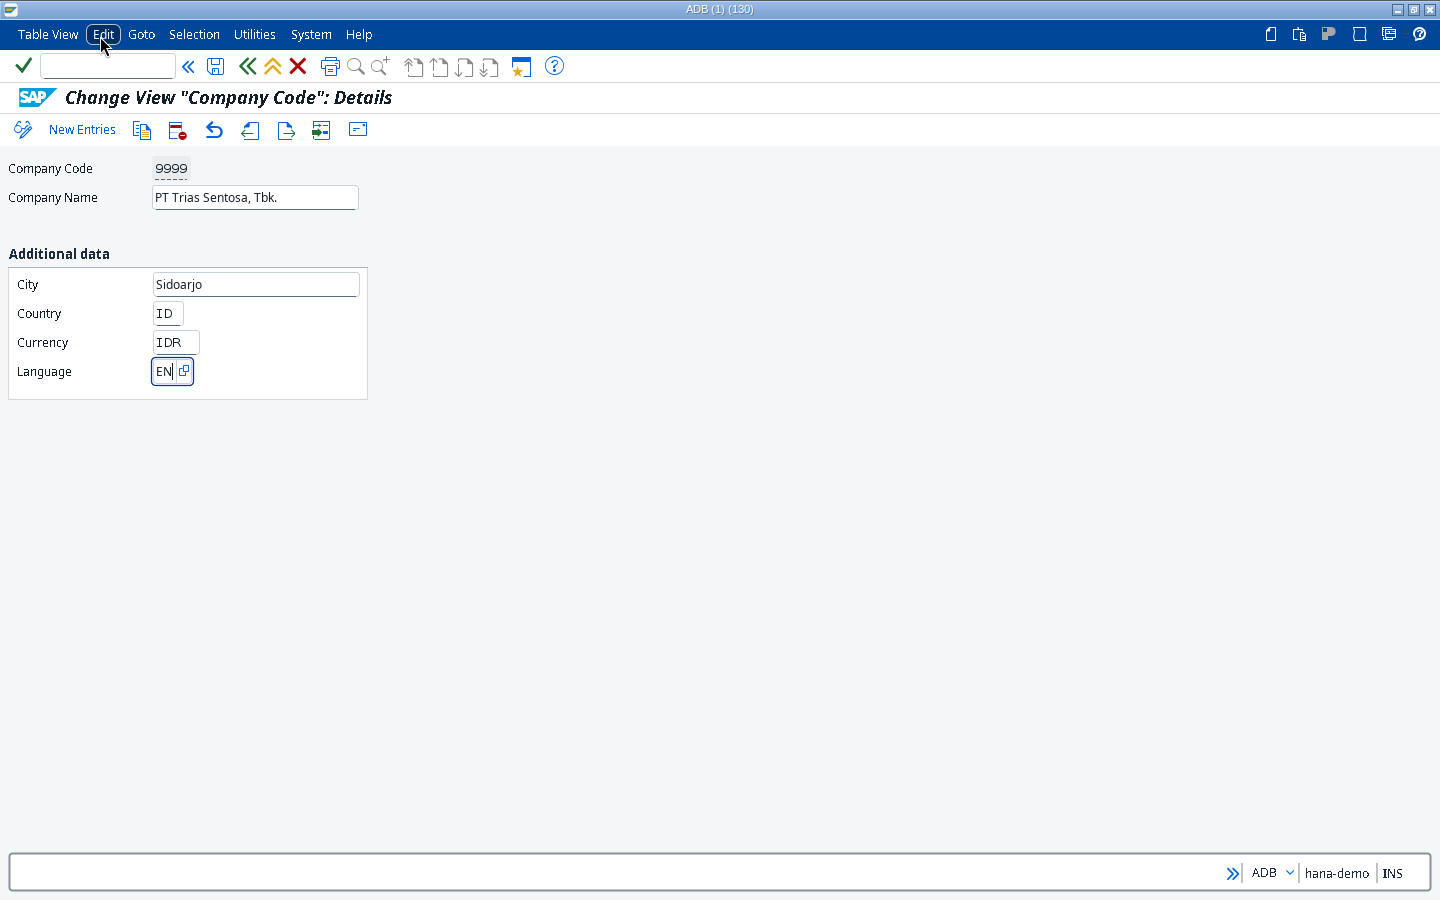 ADB (1) (130)
Table View Edit Goto Selection Utilities System Help
SAP Change View "Company Code": Details
New Entries
Company Code 9999
Company Name PT Trias Sentosa, Tbk.
Additional data
City Sidoarjo
Country ID
Currency IDR
Language EN
ADB hana-demo INS